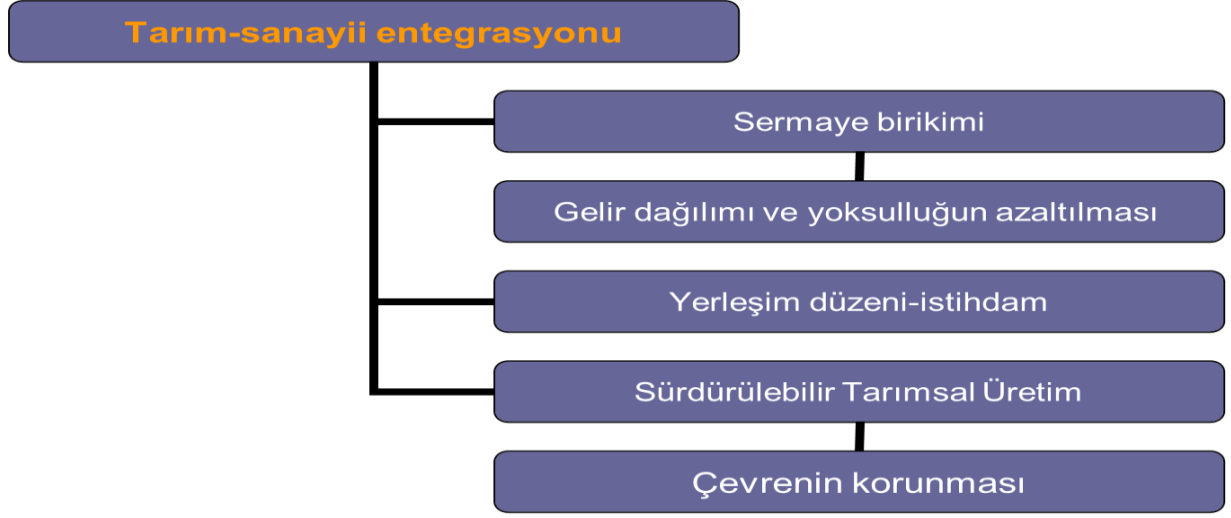 Tarım-sanayii entegrasyonu
Sermaye birikimi
Gelir dağılımı ve yoksulluğun azaltılması
Yerleşim düzeni-istihdam
Sürdürülebilir Tarımsal Üretim
Çevrenin korunması